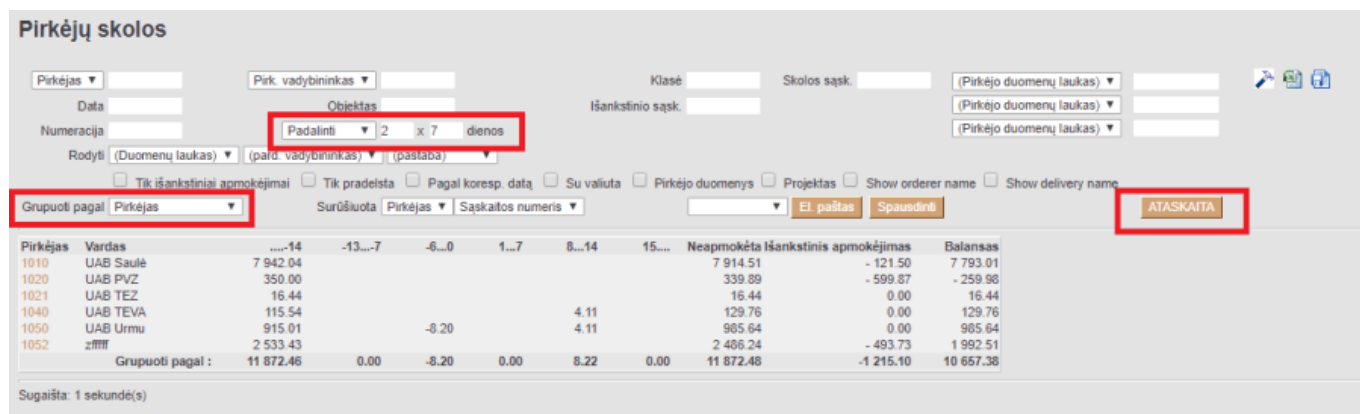 Pirkėjų skolos
Pirkėjas ▼ Pirk. vadybininkas ▼ Klasė Skolos sąsk. (Pirkėjo duomenų laukas) ▼
Data Objektas Išankstinio sąsk. (Pirkėjo duomenų laukas) ▼
Numeracija Padalinti ▼ 2 x 7 dienos (Pirkėjo duomenų laukas) ▼
Rodyti (Duomenų laukas) ▼ (pard. vadybininkas) ▼ (pastaba) ▼
Tik išankstiniai apmokėjimai Tik pradelsta Pagal koresp. datą Su valiuta Pirkėjo duomenys Projektas Show orderer name Show delivery name
Grupuoti pagal Pirkėjas ▼ Surūšiuota Pirkėjas ▼ Sąskaitos numeris ▼ ▼ El. paštas Spausdinti ATASKAITA
Pirkėjas Vardas ....-14 -13...-7 -6...0 1...7 8...14 15.... Neapmokėta Išankstinis apmokėjimas Balansas
1010 UAB Saulė 7 942.04 7 914.51 - 121.50 7 793.01
1020 UAB PVZ 350.00 339.89 - 599.87 - 259.98
1021 UAB TEZ 16.44 16.44 0.00 16.44
1040 UAB TEVA 115.54 4.11 129.76 0.00 129.76
1050 UAB Urmu 915.01 -8.20 4.11 985.64 0.00 985.64
1052 zfffff 2 533.43 2 486.24 - 493.73 1 992.51
Grupuoti pagal : 11 872.46 0.00 -8.20 0.00 8.22 0.00 11 872.48 -1 215.10 10 657.38
Sugaišta: 1 sekundė(s)